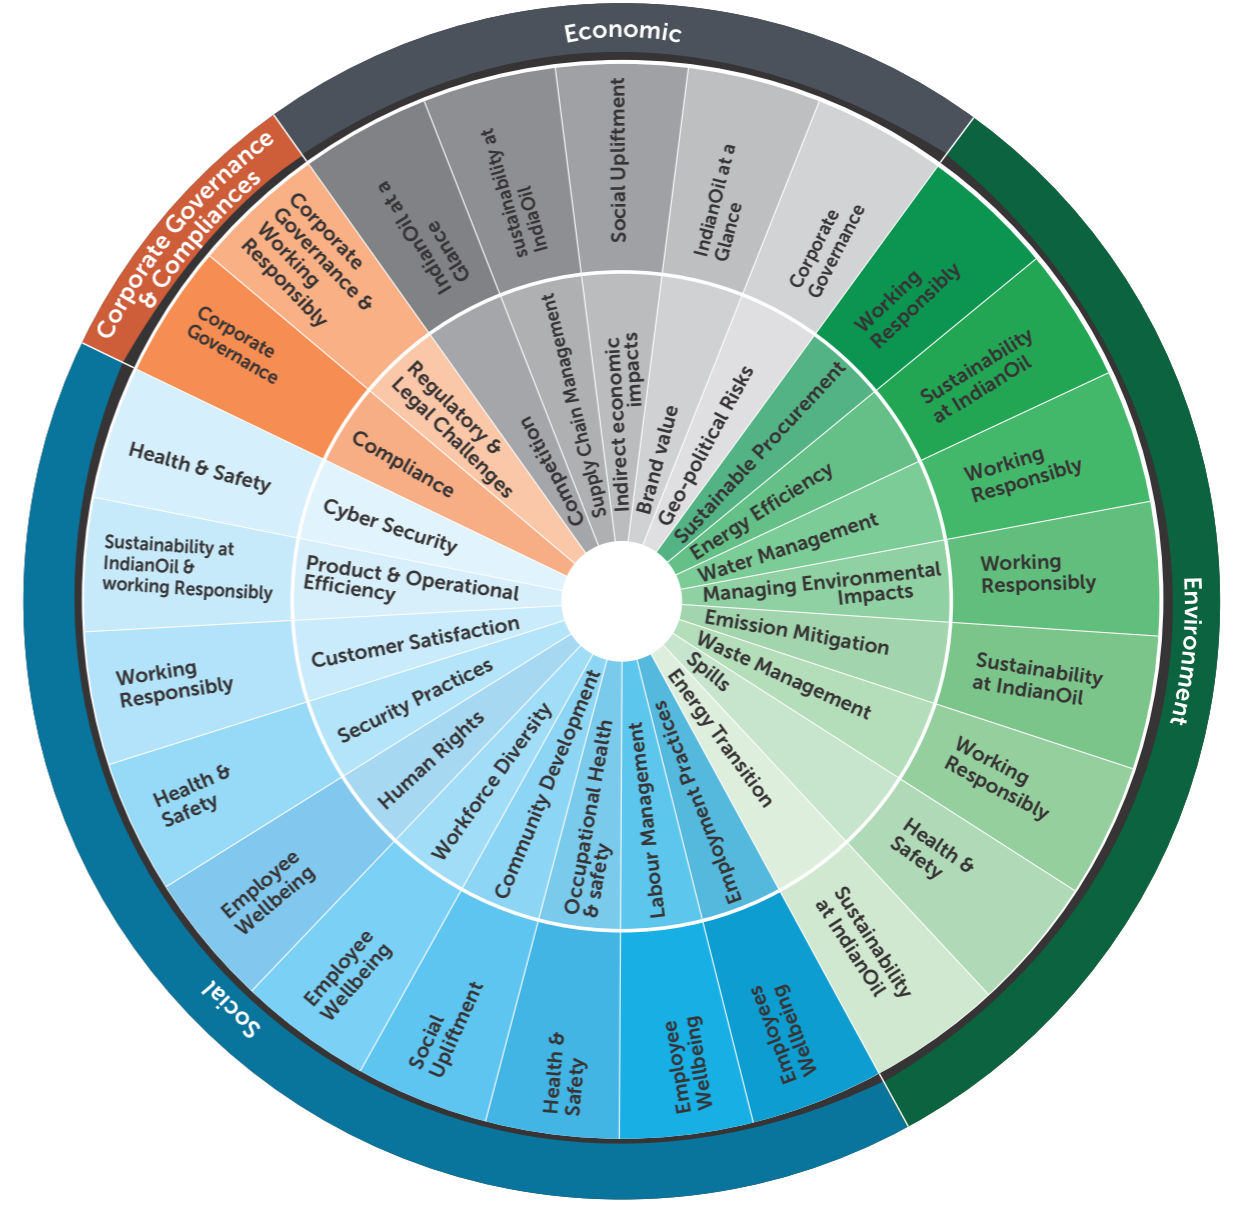 Economic
IndianOil at a
Glance
sustainability at
IndiaOil
Social Upliftment
IndianOil at a
Glance
Corporate
Governance
Competition
Supply Chain Management
Indirect economic
impacts
Brand value
Geo-political Risks
Environment
Working
Responsibly
Sustainability
at IndianOil
Working
Responsibly
Working
Responsibly
Sustainability
at IndianOil
Working
Responsibly
Health &
Safety
Sustainability
at IndianOil
Sustainable Procurement
Energy Efficiency
Water Management
Managing Environmental
Impacts
Emission Mitigation
Waste Management
Spills
Energy Transition
Social
Employees
Wellbeing
Employee
Wellbeing
Health &
Safety
Social
Upliftment
Employee
Wellbeing
Employee
Wellbeing
Health &
Safety
Working
Responsibly
Sustainability at
IndianOil &
working Responsibly
Health & Safety
Employment Practices
Labour Management
Occupational Health
& safety
Community Development
Workforce Diversity
Human Rights
Security Practices
Customer Satisfaction
Product & Operational
Efficiency
Cyber Security
Corporate Governance
& Compliances
Corporate
Governance
Corporate
Governance &
Working
Responsibly
Compliance
Regulatory &
Legal Challenges